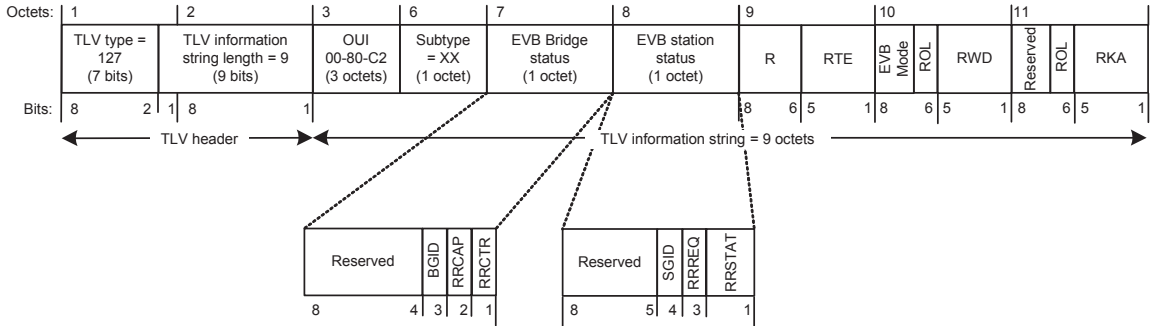 Octets: 1 2 3 6 7 8 9 10 11
TLV type = 127 (7 bits)
TLV information string length = 9 (9 bits)
OUI 00-80-C2 (3 octets)
Subtype = XX (1 octet)
EVB Bridge status (1 octet)
EVB station status (1 octet)
R
RTE
EVB Mode
ROL
RWD
Reserved
ROL
RKA
Bits: 8 2 1 8 1 8 6 5 1 8 6 5 1 8 6 5 1
TLV header
TLV information string = 9 octets
Reserved
BGID
RRCAP
RRCTR
8 4 3 2 1
Reserved
SGID
RRREQ
RRSTAT
8 5 4 3 1